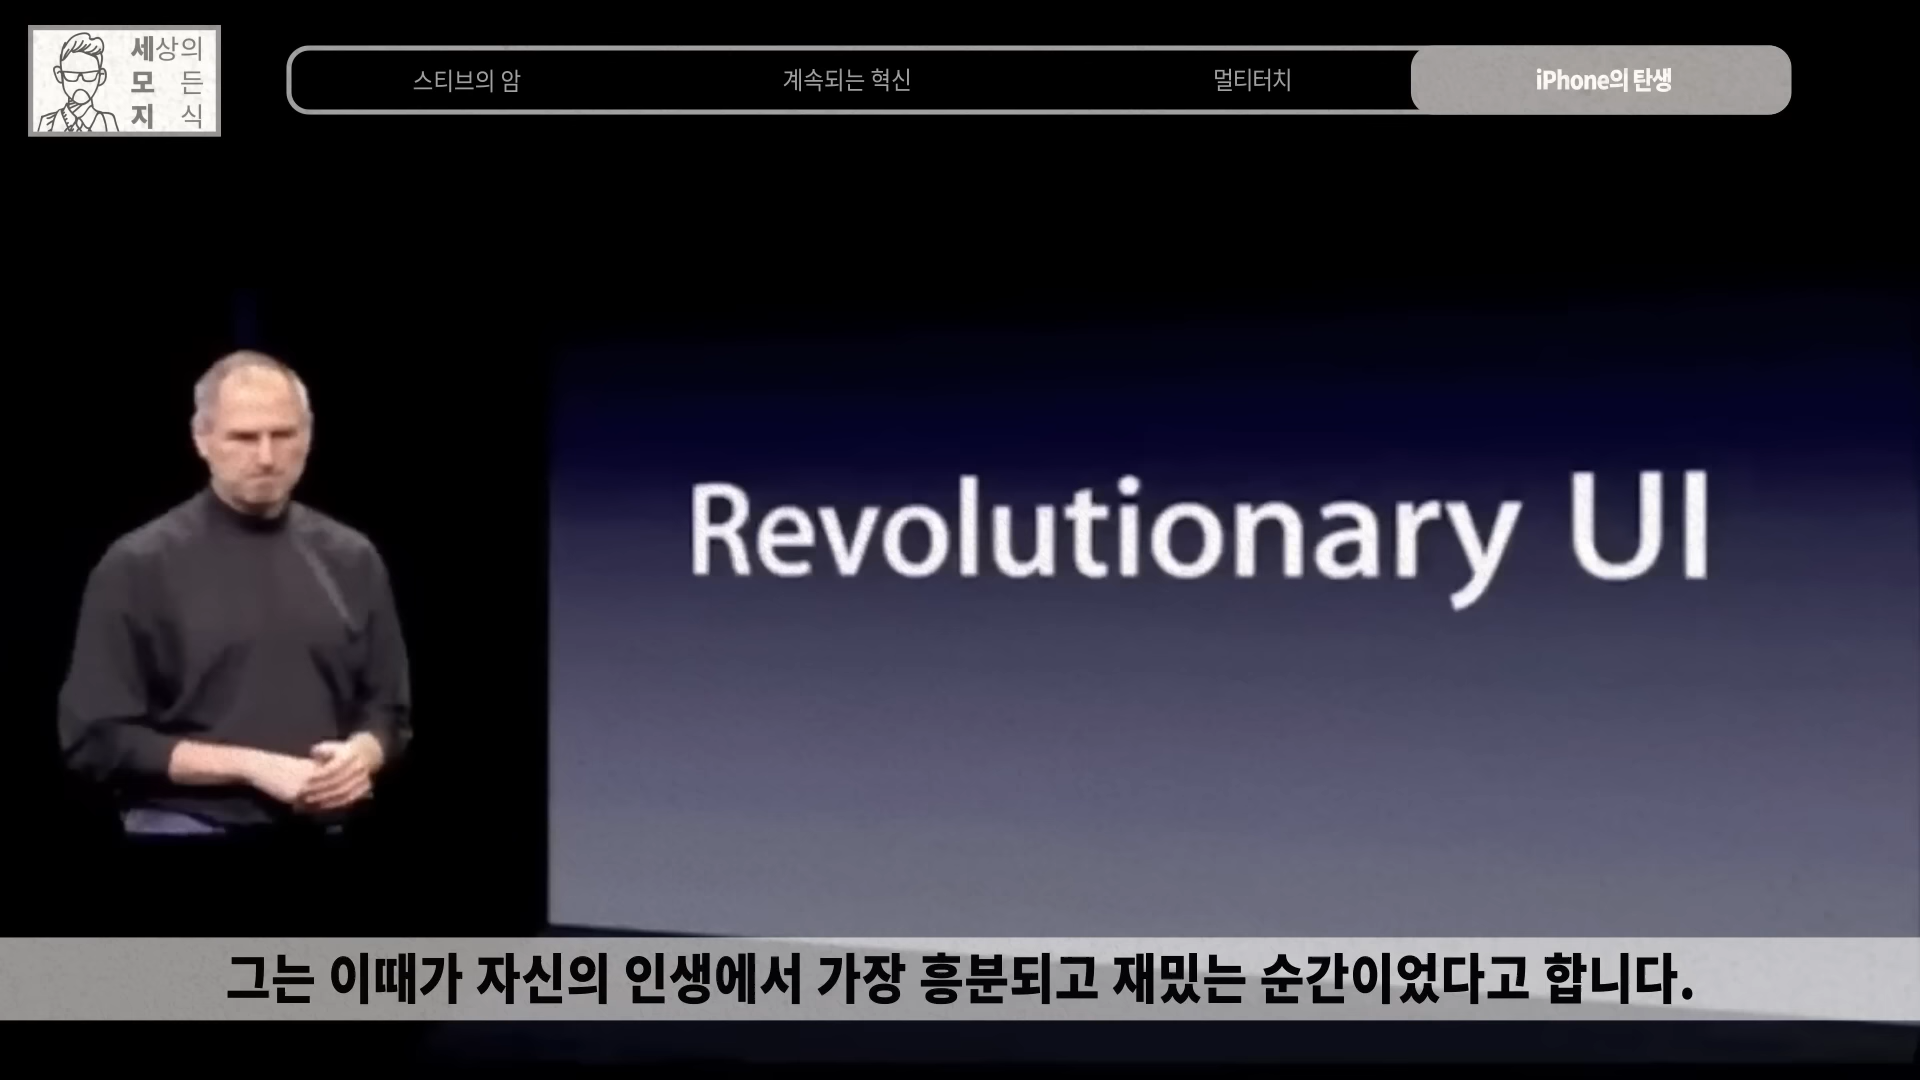 세상의
모든
지식
스티브의 암
계속되는 혁신
멀티터치
iPhone의 탄생
Revolutionary UI
그는 이때가 자신의 인생에서 가장 흥분되고 재밌는 순간이었다고 합니다.